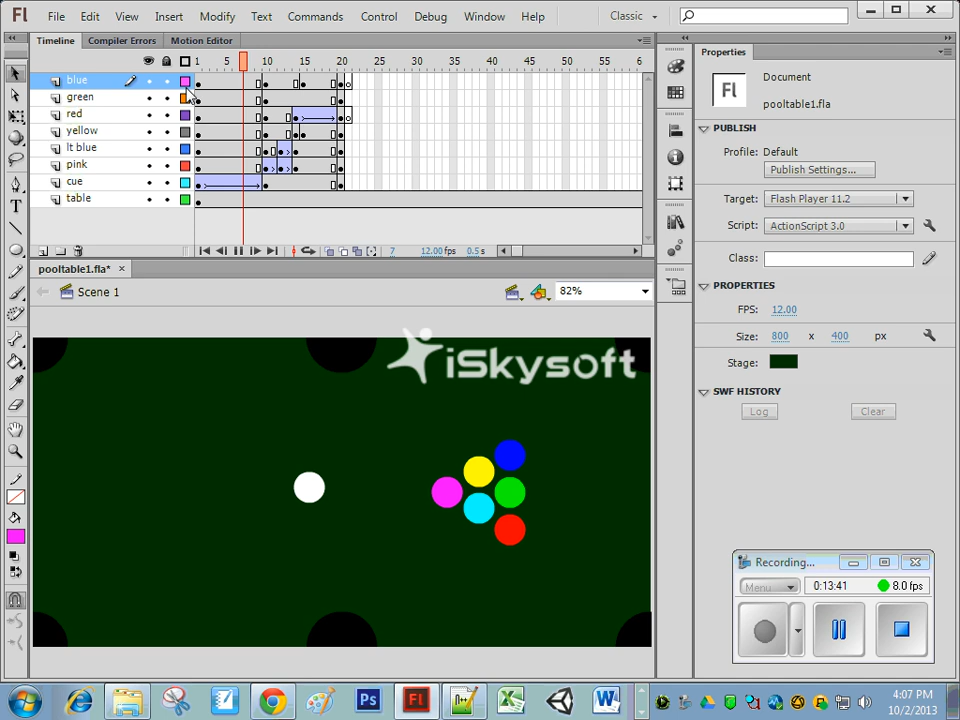 Fl File Edit View Insert Modify Text Commands Control Debug Window Help Classic
Timeline Compiler Errors Motion Editor
1 5 10 15 20 25 30 35 40 45 50 55 6
blue
green
red
yellow
lt blue
pink
cue
table
7 12.00 fps 0.5 s
pooltable1.fla*
Scene 1
82%
iSkysoft
Properties
Fl
Document
pooltable1.fla
PUBLISH
Profile: Default
Publish Settings...
Target: Flash Player 11.2
Script: ActionScript 3.0
Class:
PROPERTIES
FPS: 12.00
Size: 800 x 400 px
Stage:
SWF HISTORY
Log Clear
Recording...
Menu 0:13:41 8.0 fps
Ps Fl W
4:07 PM
10/2/2013